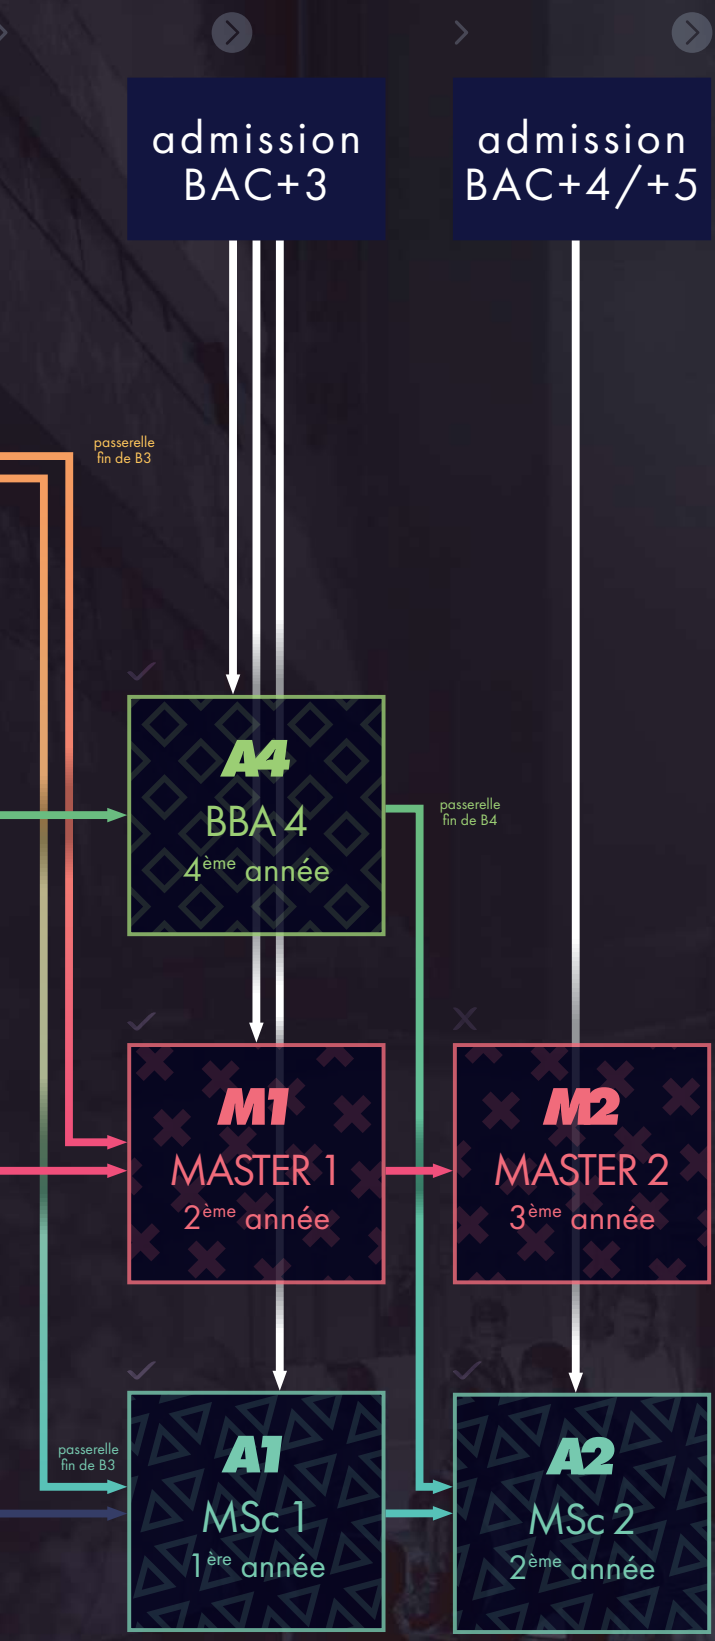 admission
BAC+3
admission
BAC+4/+5
passerelle
fin de B3
A4
BBA 4
4ème année
passerelle
fin de B4
M1
MASTER 1
2ème année
M2
MASTER 2
3ème année
passerelle
fin de B3
A1
MSc 1
1ère année
A2
MSc 2
2ème année